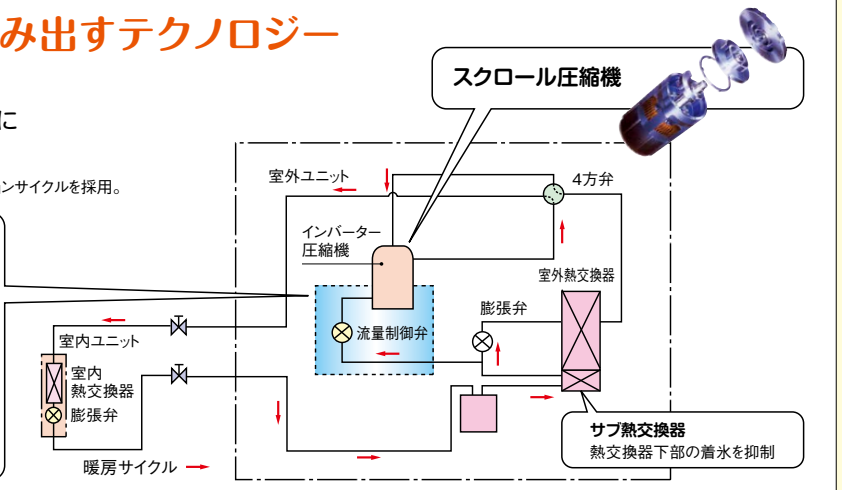 み出すテクノロジー
スクロール圧縮機
に
ンサイクルを採用。
室外ユニット
4方弁
インバーター
圧縮機
室外熱交換器
膨張弁
流量制御弁
室内ユニット
室内
熱交換器
膨張弁
サブ熱交換器
熱交換器下部の着氷を抑制
暖房サイクル